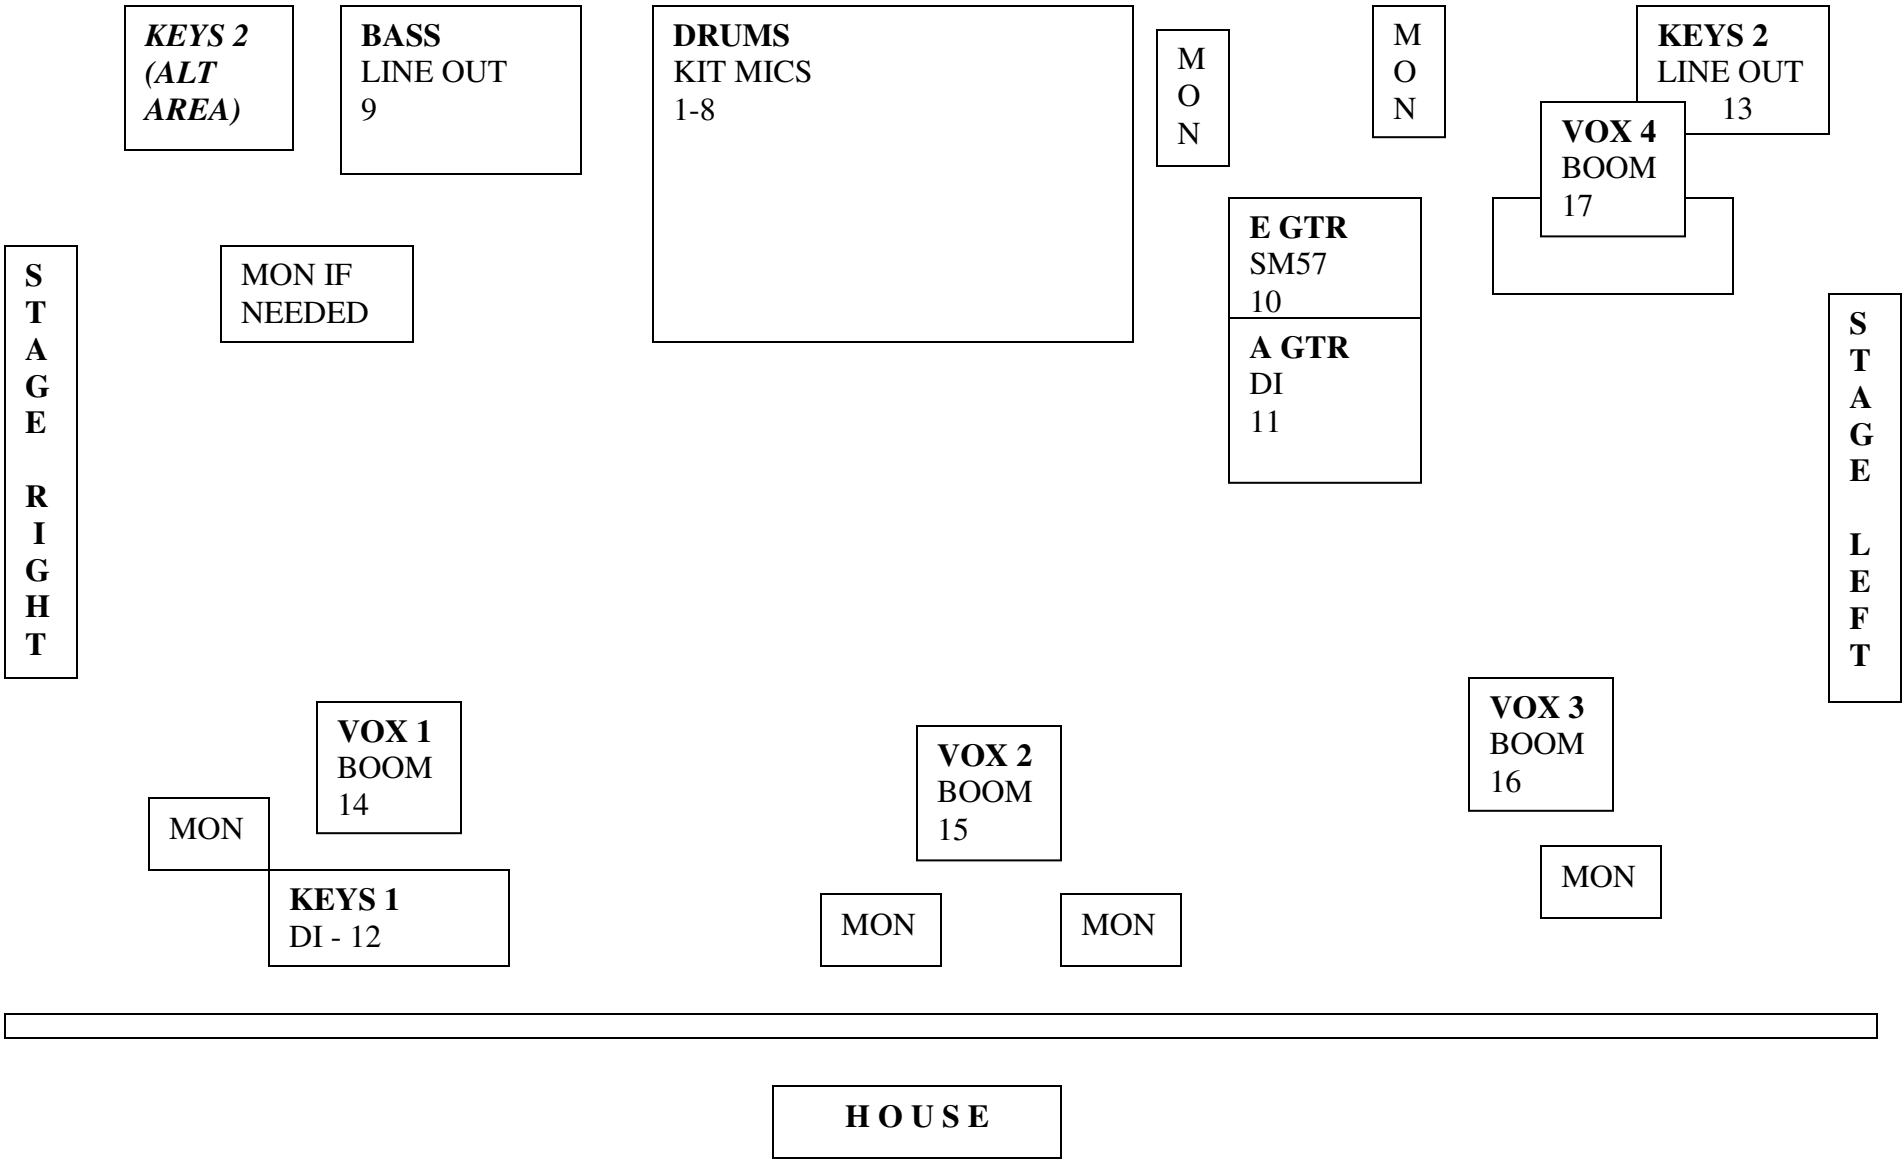 KEYS 2
(ALT
AREA)
BASS
LINE OUT
9
DRUMS
KIT MICS
1-8
M
O
N
M
O
N
KEYS 2
LINE OUT
13
VOX 4
BOOM
17
E GTR
SM57
10
A GTR
DI
11
MON IF
NEEDED
S
T
A
G
E
R
I
G
H
T
S
T
A
G
E
L
E
F
T
VOX 1
BOOM
14
MON
KEYS 1
DI - 12
VOX 2
BOOM
15
MON
MON
VOX 3
BOOM
16
MON
H O U S E